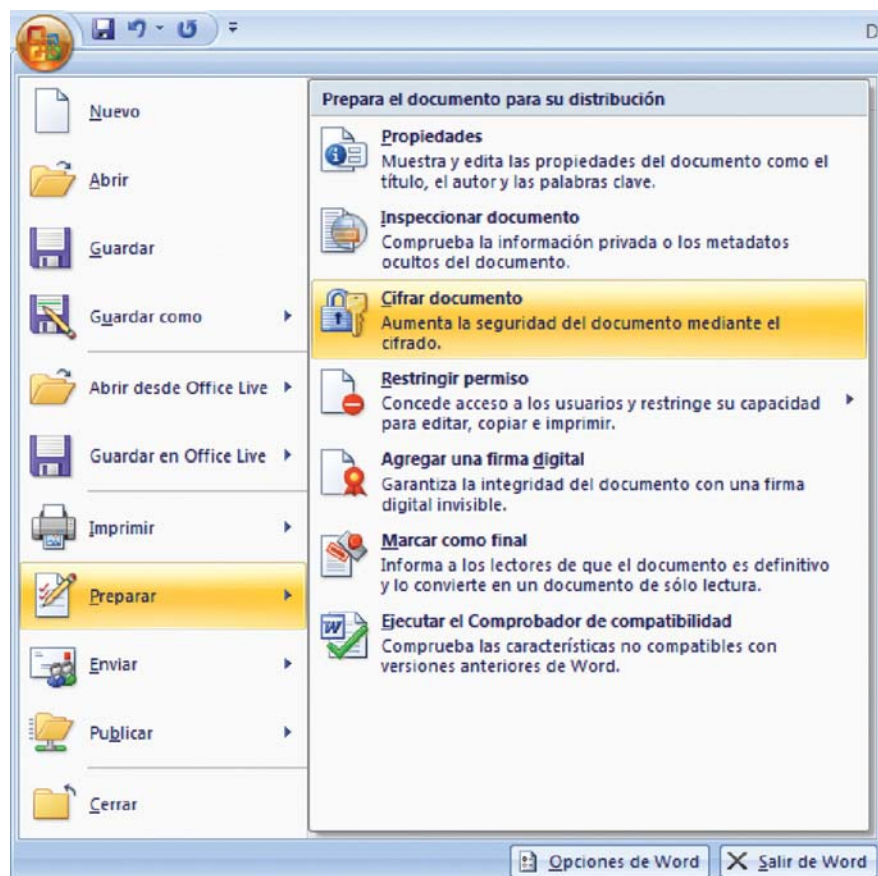 D
Nuevo
Abrir
Guardar
Guardar como
Abrir desde Office Live
Guardar en Office Live
Imprimir
Preparar
Enviar
Publicar
Cerrar
Prepara el documento para su distribución
Propiedades
Muestra y edita las propiedades del documento como el
título, el autor y las palabras clave.
Inspeccionar documento
Comprueba la información privada o los metadatos
ocultos del documento.
Cifrar documento
Aumenta la seguridad del documento mediante el
cifrado.
Restringir permiso
Concede acceso a los usuarios y restringe su capacidad
para editar, copiar e imprimir.
Agregar una firma digital
Garantiza la integridad del documento con una firma
digital invisible.
Marcar como final
Informa a los lectores de que el documento es definitivo
y lo convierte en un documento de sólo lectura.
Ejecutar el Comprobador de compatibilidad
Comprueba las características no compatibles con
versiones anteriores de Word.
Opciones de Word
Salir de Word